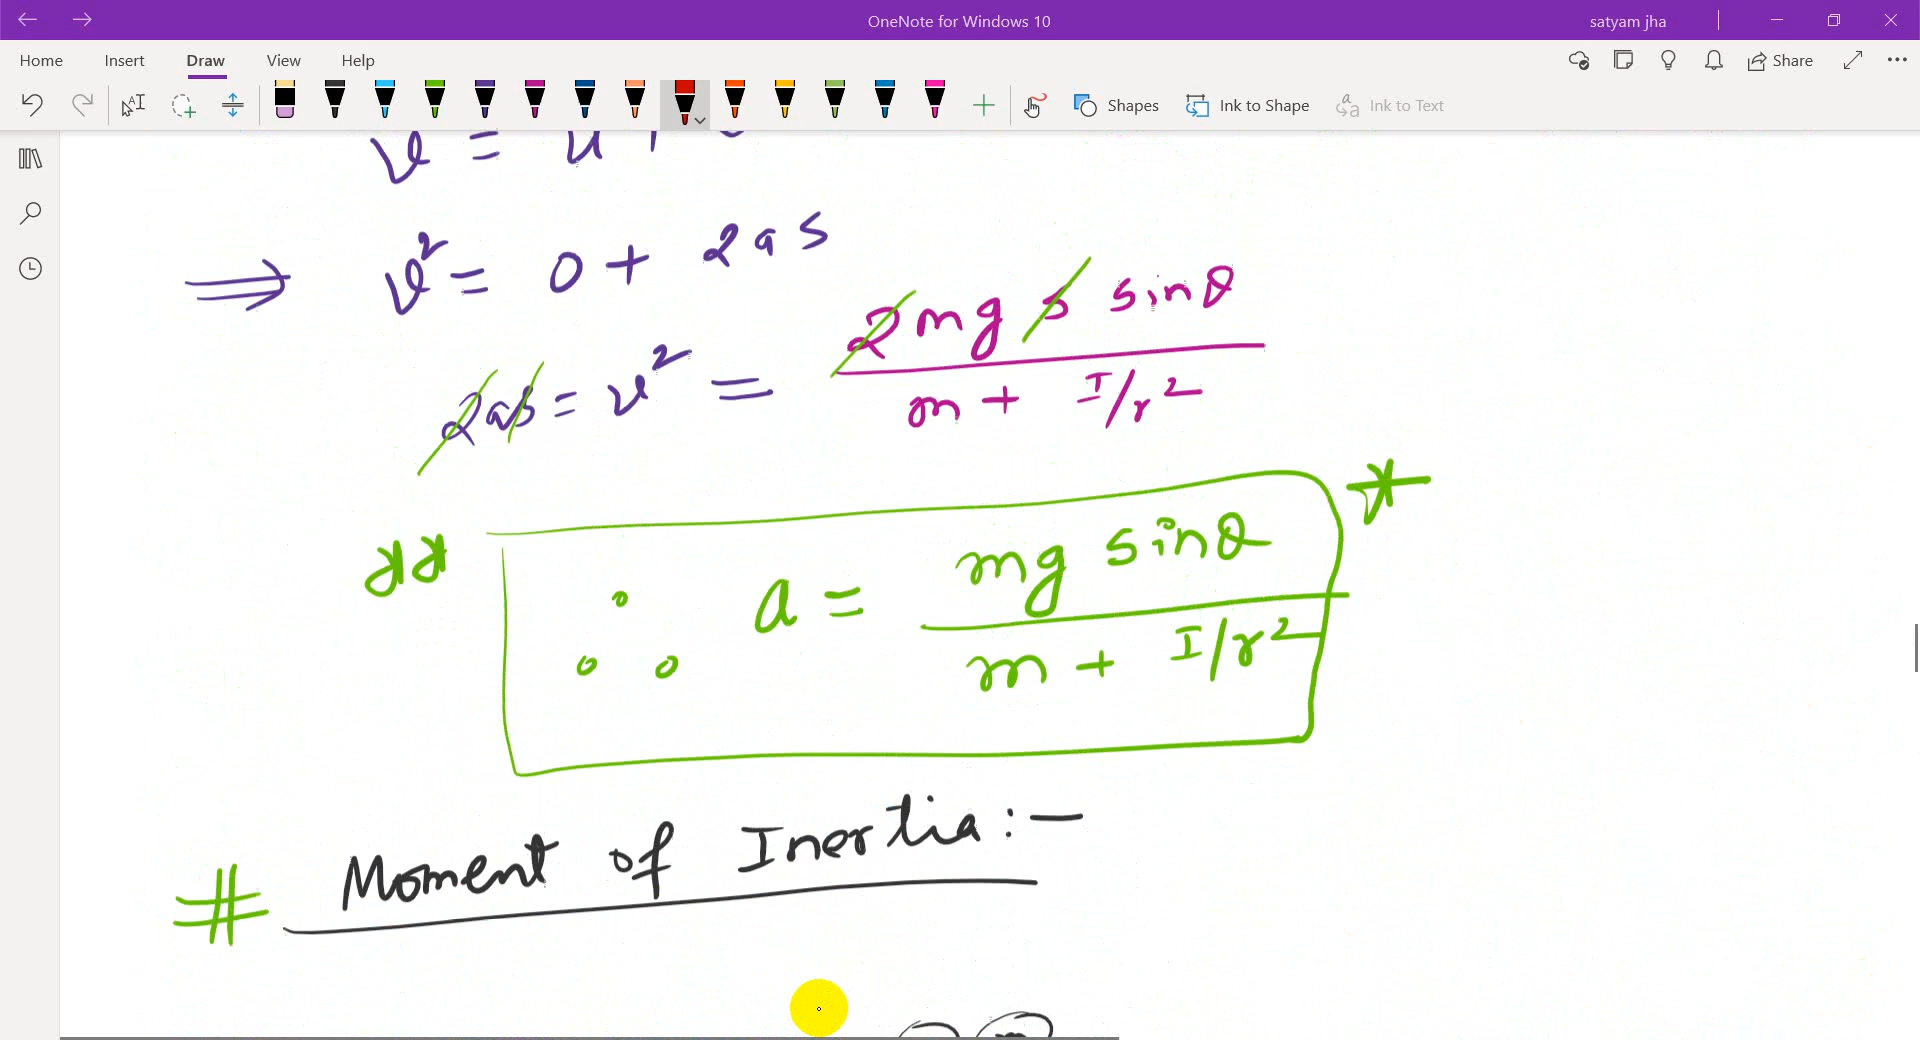 OneNote for Windows 10
satyam jha
Home Insert Draw View Help
Share
Shapes Ink to Shape Ink to Text
⇒ v² = 0 + 2as
2as = v² = 2mg s sinθ / (m + I/r²)
∴ a = mg sinθ / (m + I/r²)
# Moment of Inertia :-